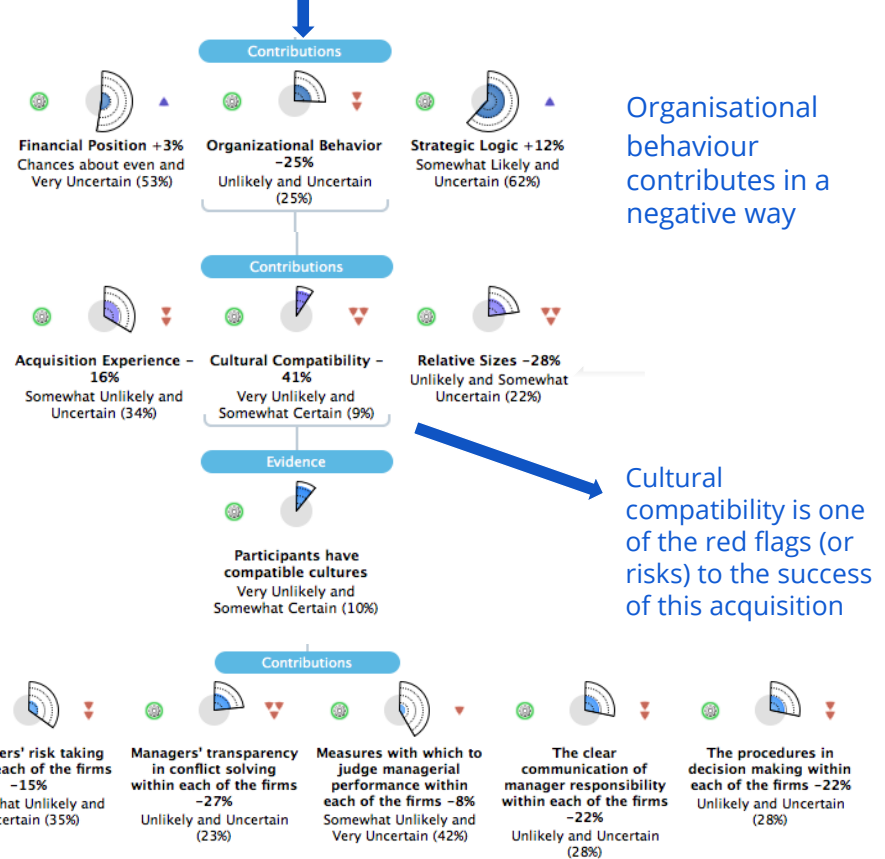 Contributions
Financial Position +3%
Chances about even and
Very Uncertain (53%)
Organizational Behavior
-25%
Unlikely and Uncertain
(25%)
Strategic Logic +12%
Somewhat Likely and
Uncertain (62%)
Organisational
behaviour
contributes in a
negative way
Contributions
Acquisition Experience -
16%
Somewhat Unlikely and
Uncertain (34%)
Cultural Compatibility -
41%
Very Unlikely and
Somewhat Certain (9%)
Relative Sizes -28%
Unlikely and Somewhat
Uncertain (22%)
Evidence
Participants have
compatible cultures
Very Unlikely and
Somewhat Certain (10%)
Cultural
compatibility is one
of the red flags (or
risks) to the success
of this acquisition
Contributions
ers' risk taking
each of the firms
-15%
hat Unlikely and
certain (35%)
Managers' transparency
in conflict solving
within each of the firms
-27%
Unlikely and Uncertain
(23%)
Measures with which to
judge managerial
performance within
each of the firms -8%
Somewhat Unlikely and
Very Uncertain (42%)
The clear
communication of
manager responsibility
within each of the firms
-22%
Unlikely and Uncertain
(28%)
The procedures in
decision making within
each of the firms -22%
Unlikely and Uncertain
(28%)